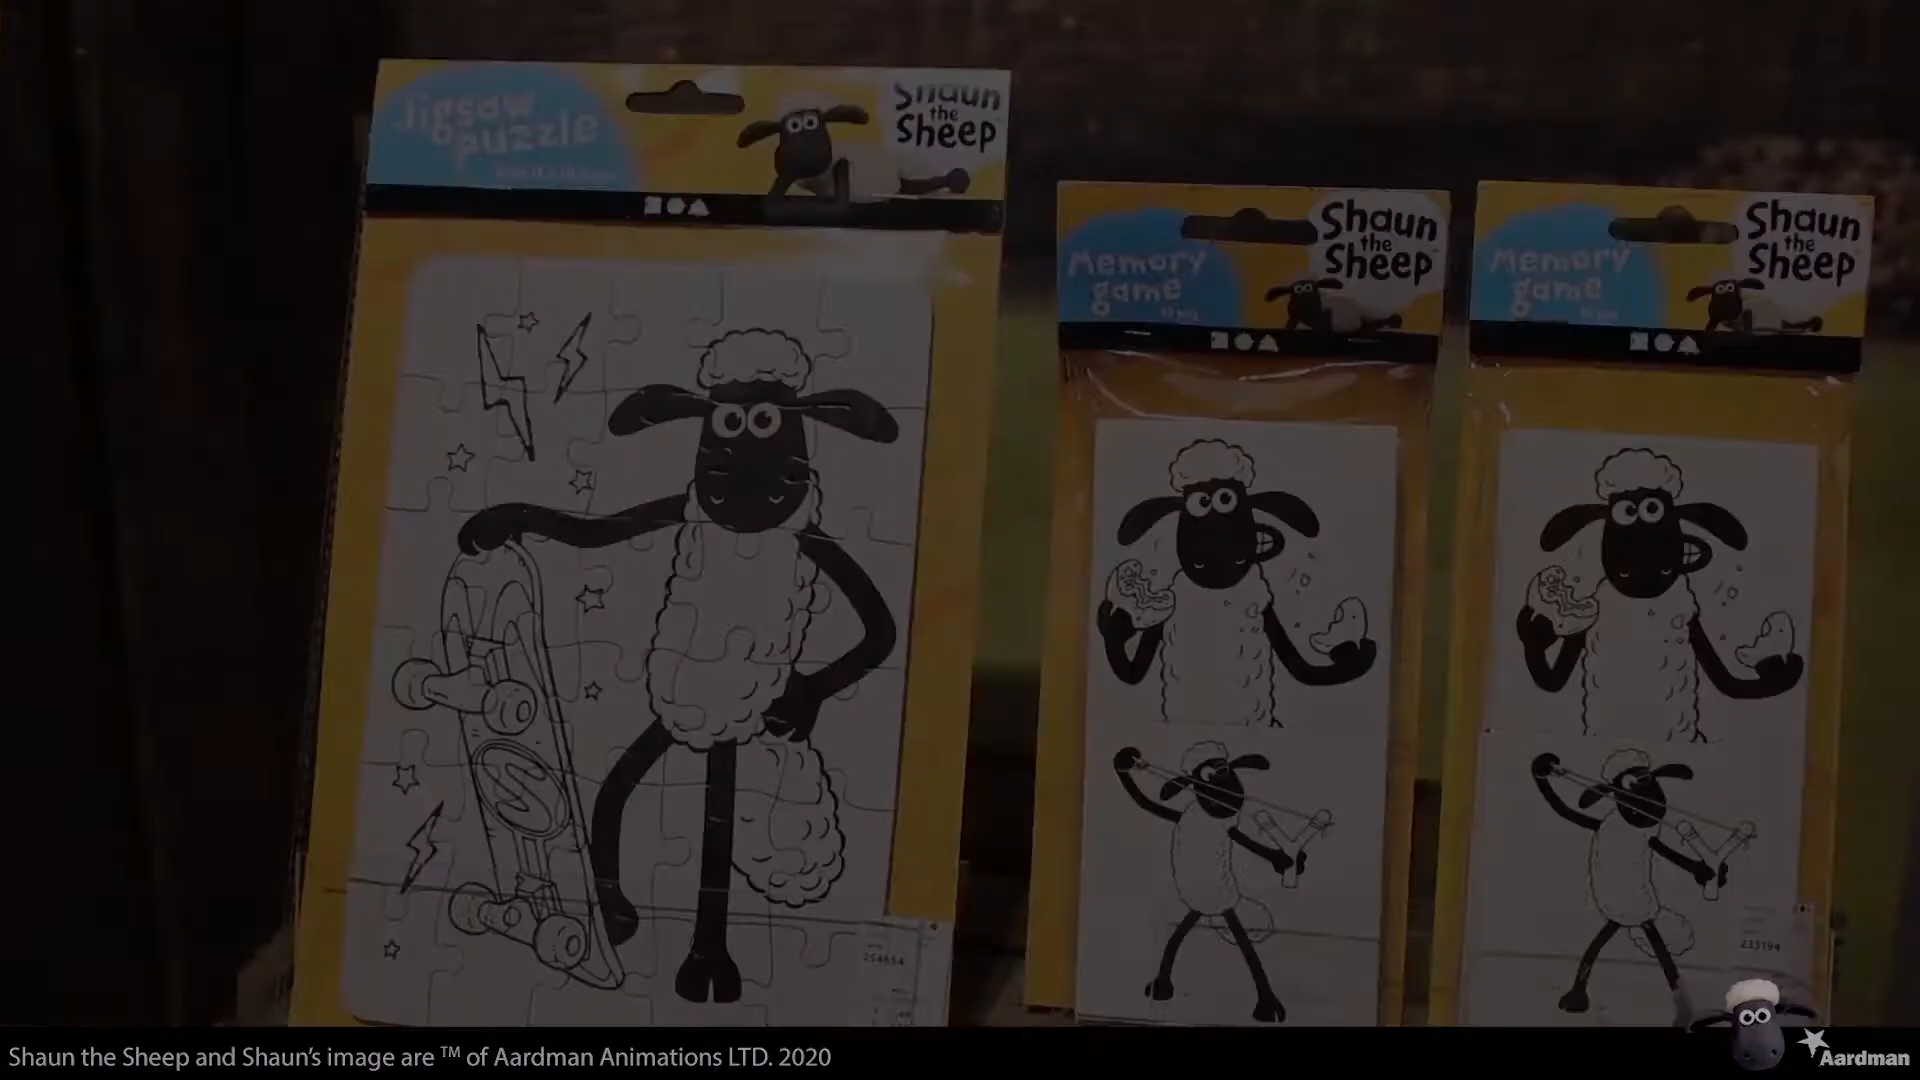 Jigsaw
puzzle
Shaun
the
Sheep
Memory
game
Shaun
the
Sheep
Memory
game
Shaun
the
Sheep
S
233194
Shaun the Sheep and Shaun's image are TM of Aardman Animations LTD. 2020
Aardman